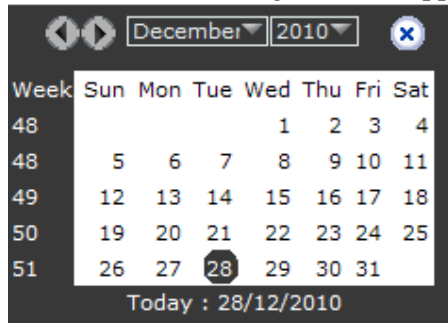 December 2010
Week Sun Mon Tue Wed Thu Fri Sat
48 1 2 3 4
48 5 6 7 8 9 10 11
49 12 13 14 15 16 17 18
50 19 20 21 22 23 24 25
51 26 27 28 29 30 31
Today : 28/12/2010